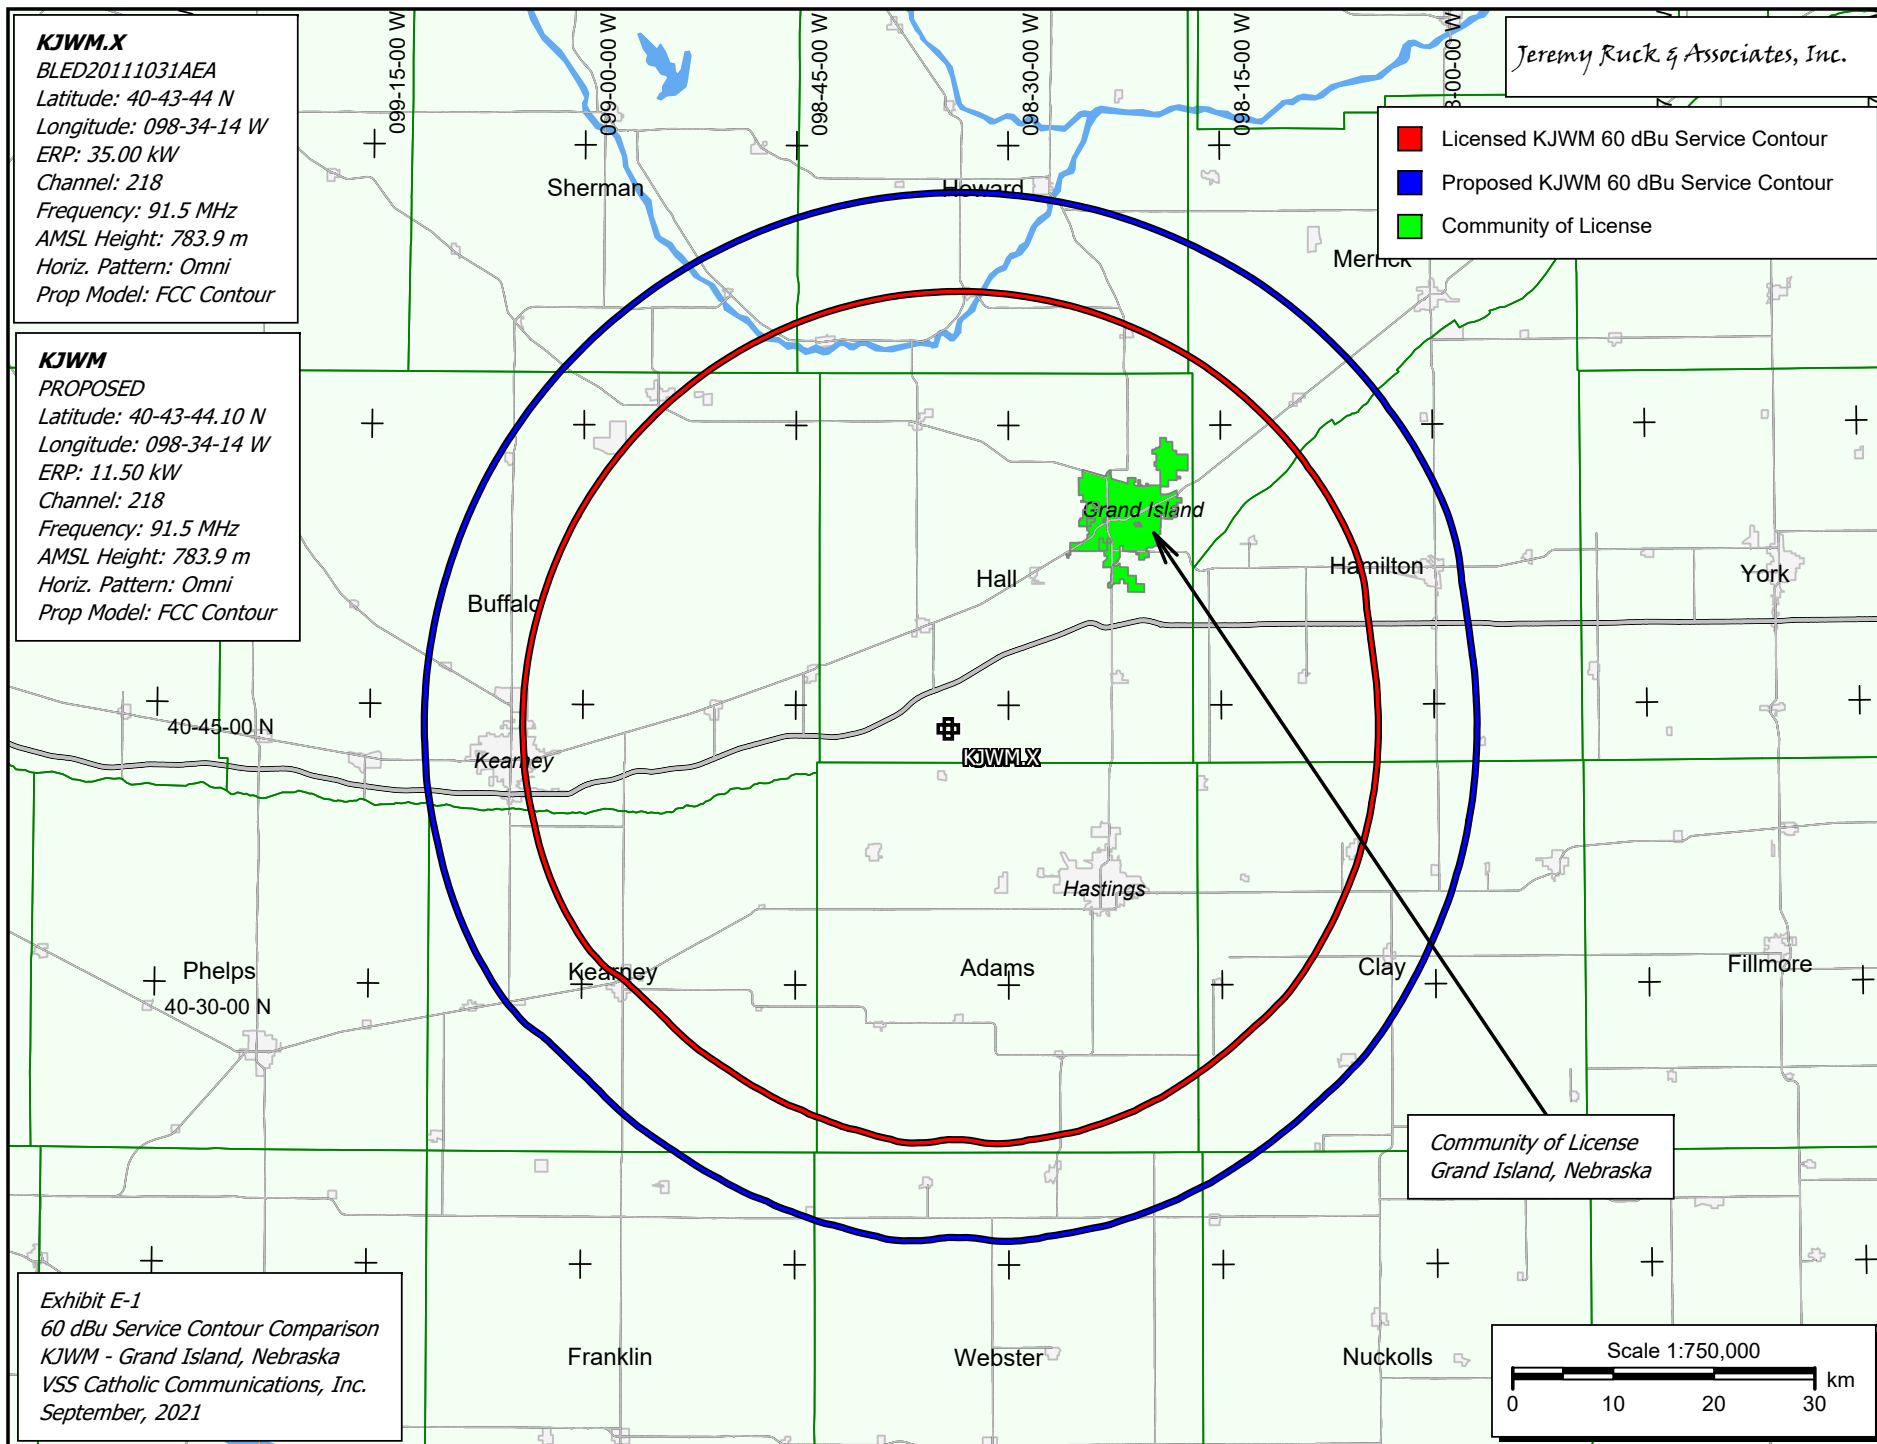 KJWM.X
BLED20111031AEA
Latitude: 40-43-44 N
Longitude: 098-34-14 W
ERP: 35.00 kW
Channel: 218
Frequency: 91.5 MHz
AMSL Height: 783.9 m
Horiz. Pattern: Omni
Prop Model: FCC Contour
KJWM
PROPOSED
Latitude: 40-43-44.10 N
Longitude: 098-34-14 W
ERP: 11.50 kW
Channel: 218
Frequency: 91.5 MHz
AMSL Height: 783.9 m
Horiz. Pattern: Omni
Prop Model: FCC Contour
099-15-00 W
099-00-00 W
098-45-00 W
098-30-00 W
098-15-00 W
8-00-00 W
Jeremy Ruck & Associates, Inc.
Licensed KJWM 60 dBu Service Contour
Proposed KJWM 60 dBu Service Contour
Community of License
Sherman
Howard
Merrick
Grand Island
Hall
Hamilton
York
Buffalo
40-45-00 N
Kearney
KJWM.X
Hastings
Phelps
40-30-00 N
Kearney
Adams
Clay
Fillmore
Community of License
Grand Island, Nebraska
Franklin
Webster
Nuckolls
Exhibit E-1
60 dBu Service Contour Comparison
KJWM - Grand Island, Nebraska
VSS Catholic Communications, Inc.
September, 2021
Scale 1:750,000
km
0 10 20 30